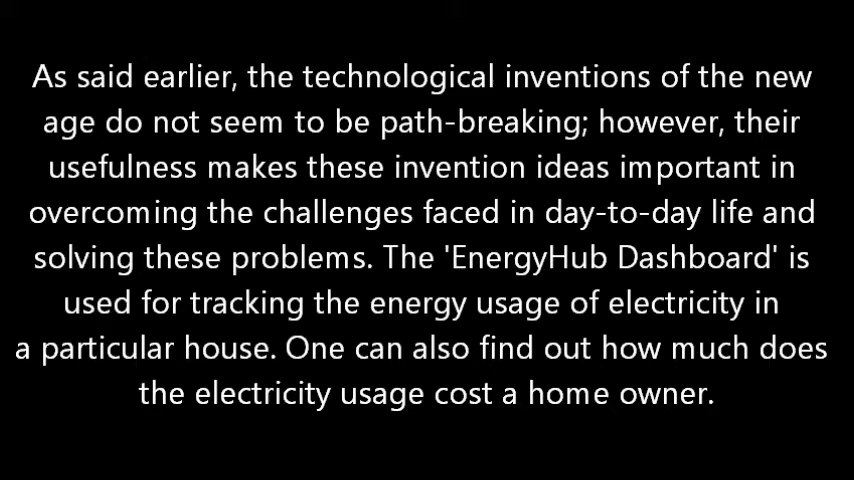 As said earlier, the technological inventions of the new
age do not seem to be path-breaking; however, their
usefulness makes these invention ideas important in
overcoming the challenges faced in day-to-day life and
solving these problems. The 'EnergyHub Dashboard' is
used for tracking the energy usage of electricity in
a particular house. One can also find out how much does
the electricity usage cost a home owner.